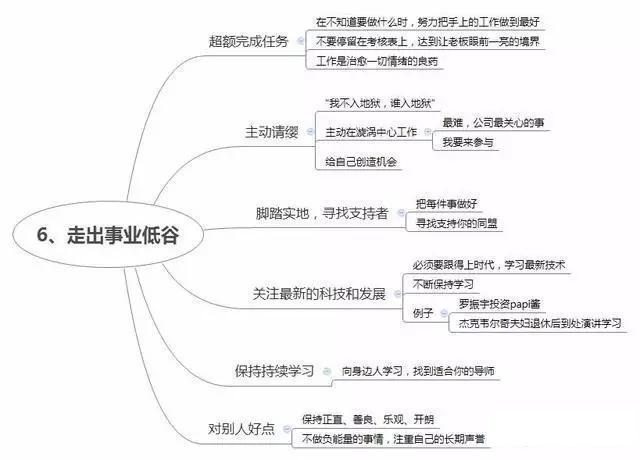 6、走出事业低谷
超额完成任务
在不知道要做什么时，努力把手上的工作做到最好
不要停留在考核表上，达到让老板眼前一亮的境界
工作是治愈一切情绪的良药
主动请缨
"我不入地狱，谁入地狱"
主动在漩涡中心工作
最难，公司最关心的事
我要来参与
给自己创造机会
脚踏实地，寻找支持者
把每件事做好
寻找支持你的同盟
关注最新的科技和发展
必须要跟得上时代，学习最新技术
不断保持学习
例子
罗振宇投资papi酱
杰克韦尔奇夫妇退休后到处演讲学习
保持持续学习
向身边人学习，找到适合你的导师
对别人好点
保持正直、善良、乐观、开朗
不做负能量的事情，注重自己的长期声誉